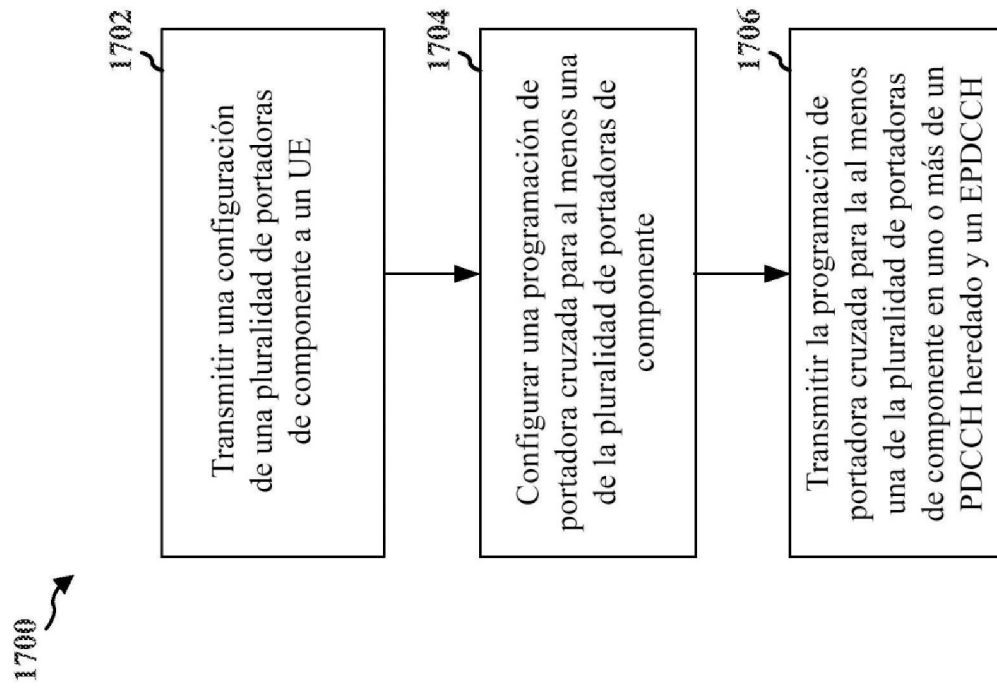 1700
1702
Transmitir una configuración
de una pluralidad de portadoras
de componente a un UE
1704
Configurar una programación de
portadora cruzada para al menos una
de la pluralidad de portadoras de
componente
1706
Transmitir la programación de
portadora cruzada para la al menos
una de la pluralidad de portadoras
de componente en uno o más de un
PDCCH heredado y un EPDCCH